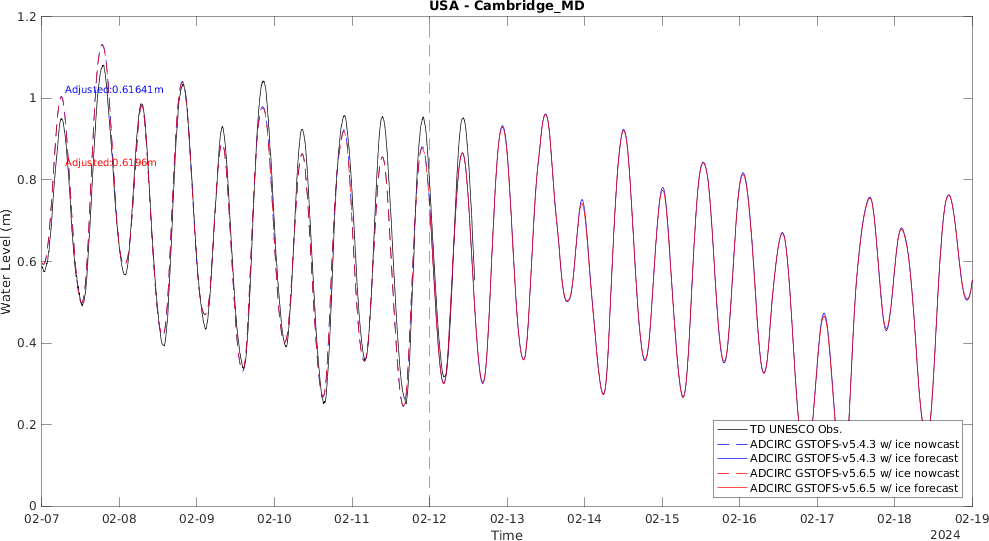 USA - Cambridge_MD
1.2
1
0.8
0.6
0.4
0.2
0
Water Level (m)
Adjusted:0.61641m
Adjusted:0.6196m
TD UNESCO Obs.
ADCIRC GSTOFS-v5.4.3 w/ ice nowcast
ADCIRC GSTOFS-v5.4.3 w/ ice forecast
ADCIRC GSTOFS-v5.6.5 w/ ice nowcast
ADCIRC GSTOFS-v5.6.5 w/ ice forecast
02-07 02-08 02-09 02-10 02-11 02-12 02-13 02-14 02-15 02-16 02-17 02-18 02-19
Time
2024